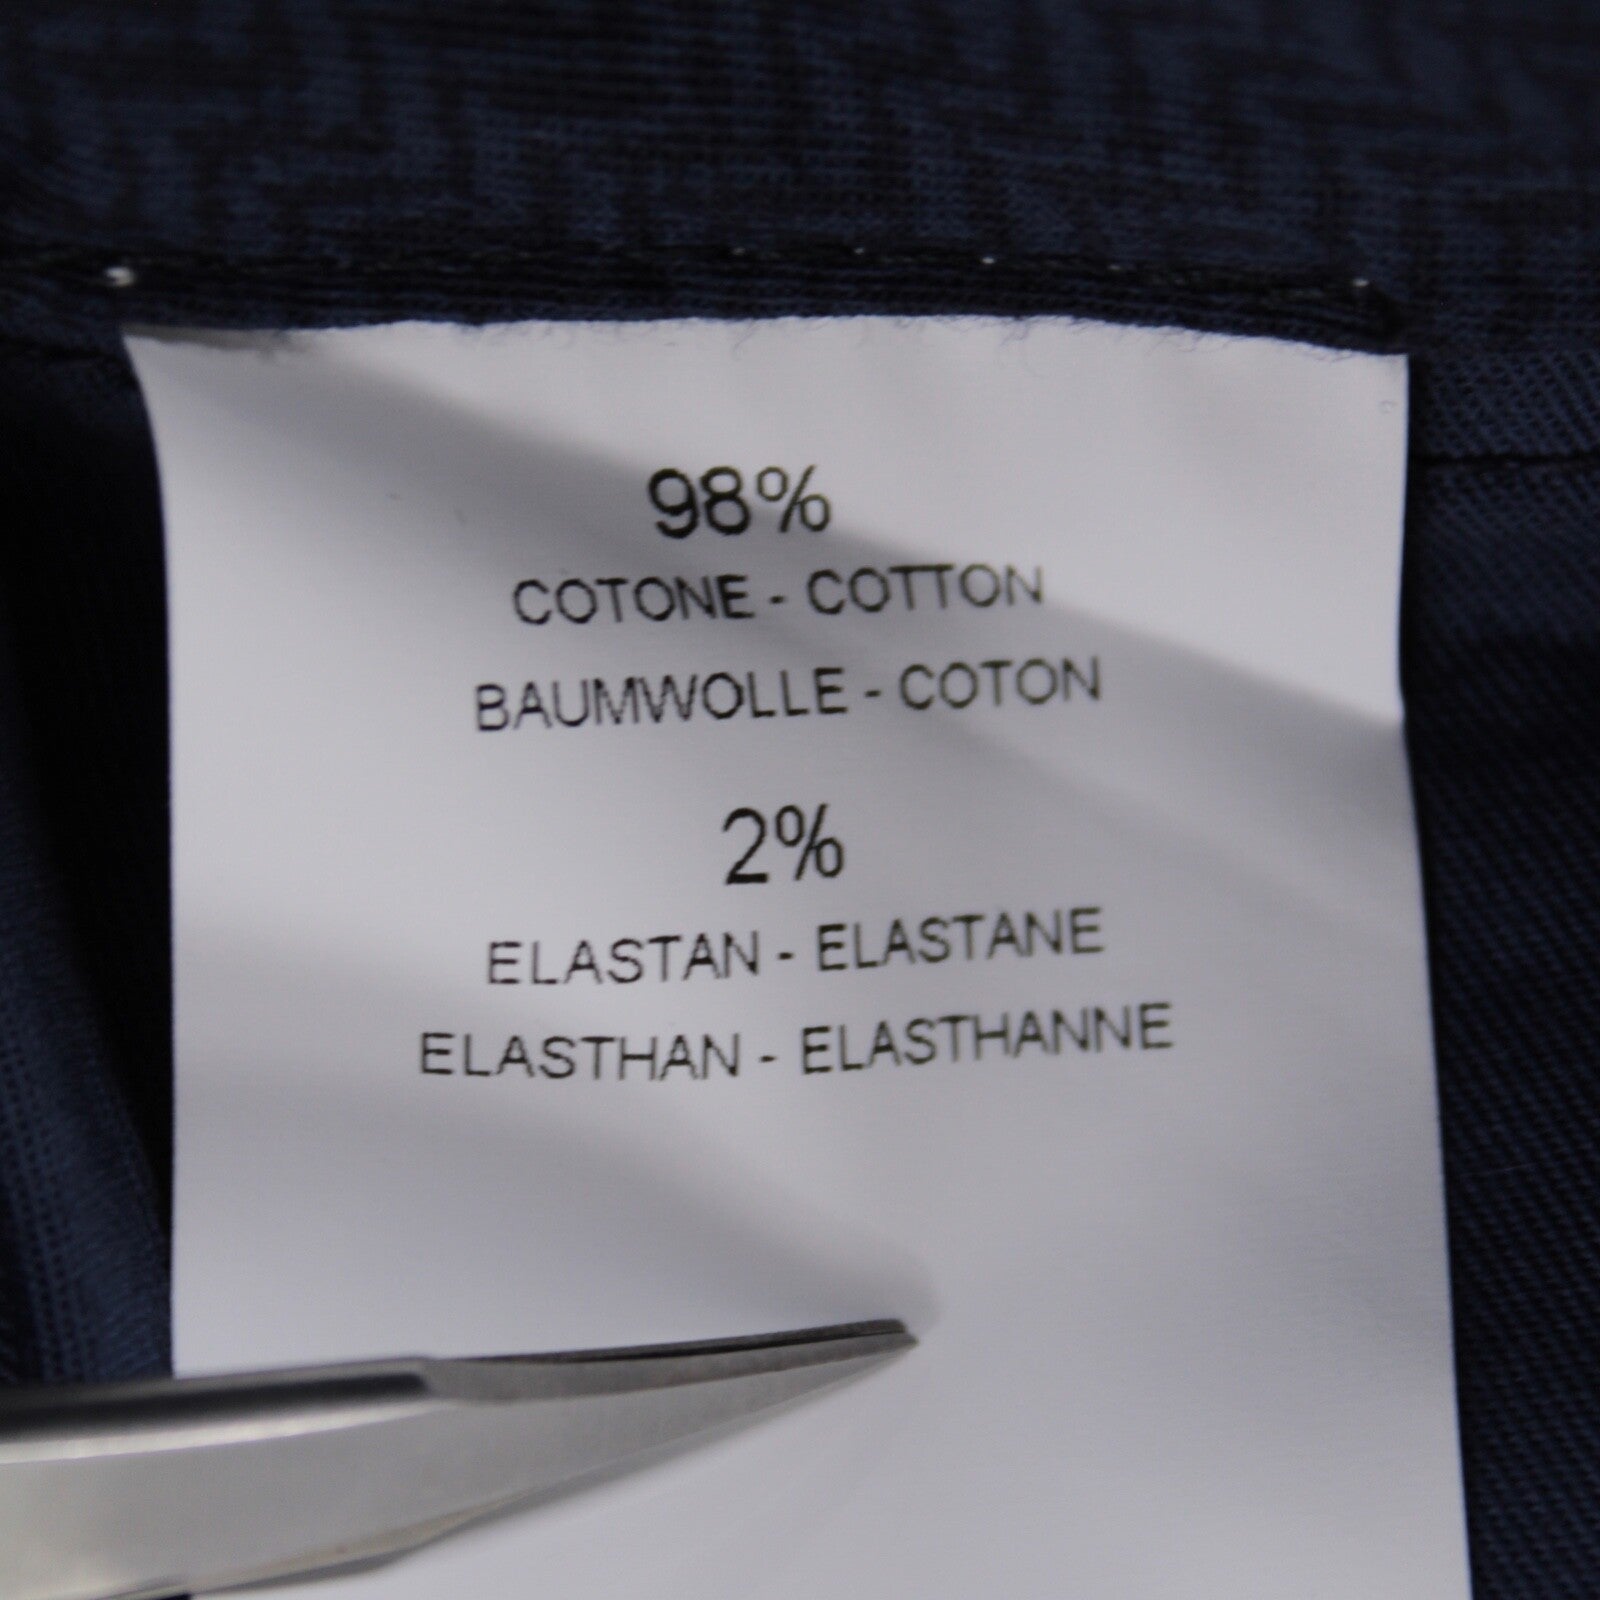 98%
COTONE - COTTON
BAUMWOLLE - COTON
2%
ELASTAN - ELASTANE
ELASTHAN - ELASTHANNE